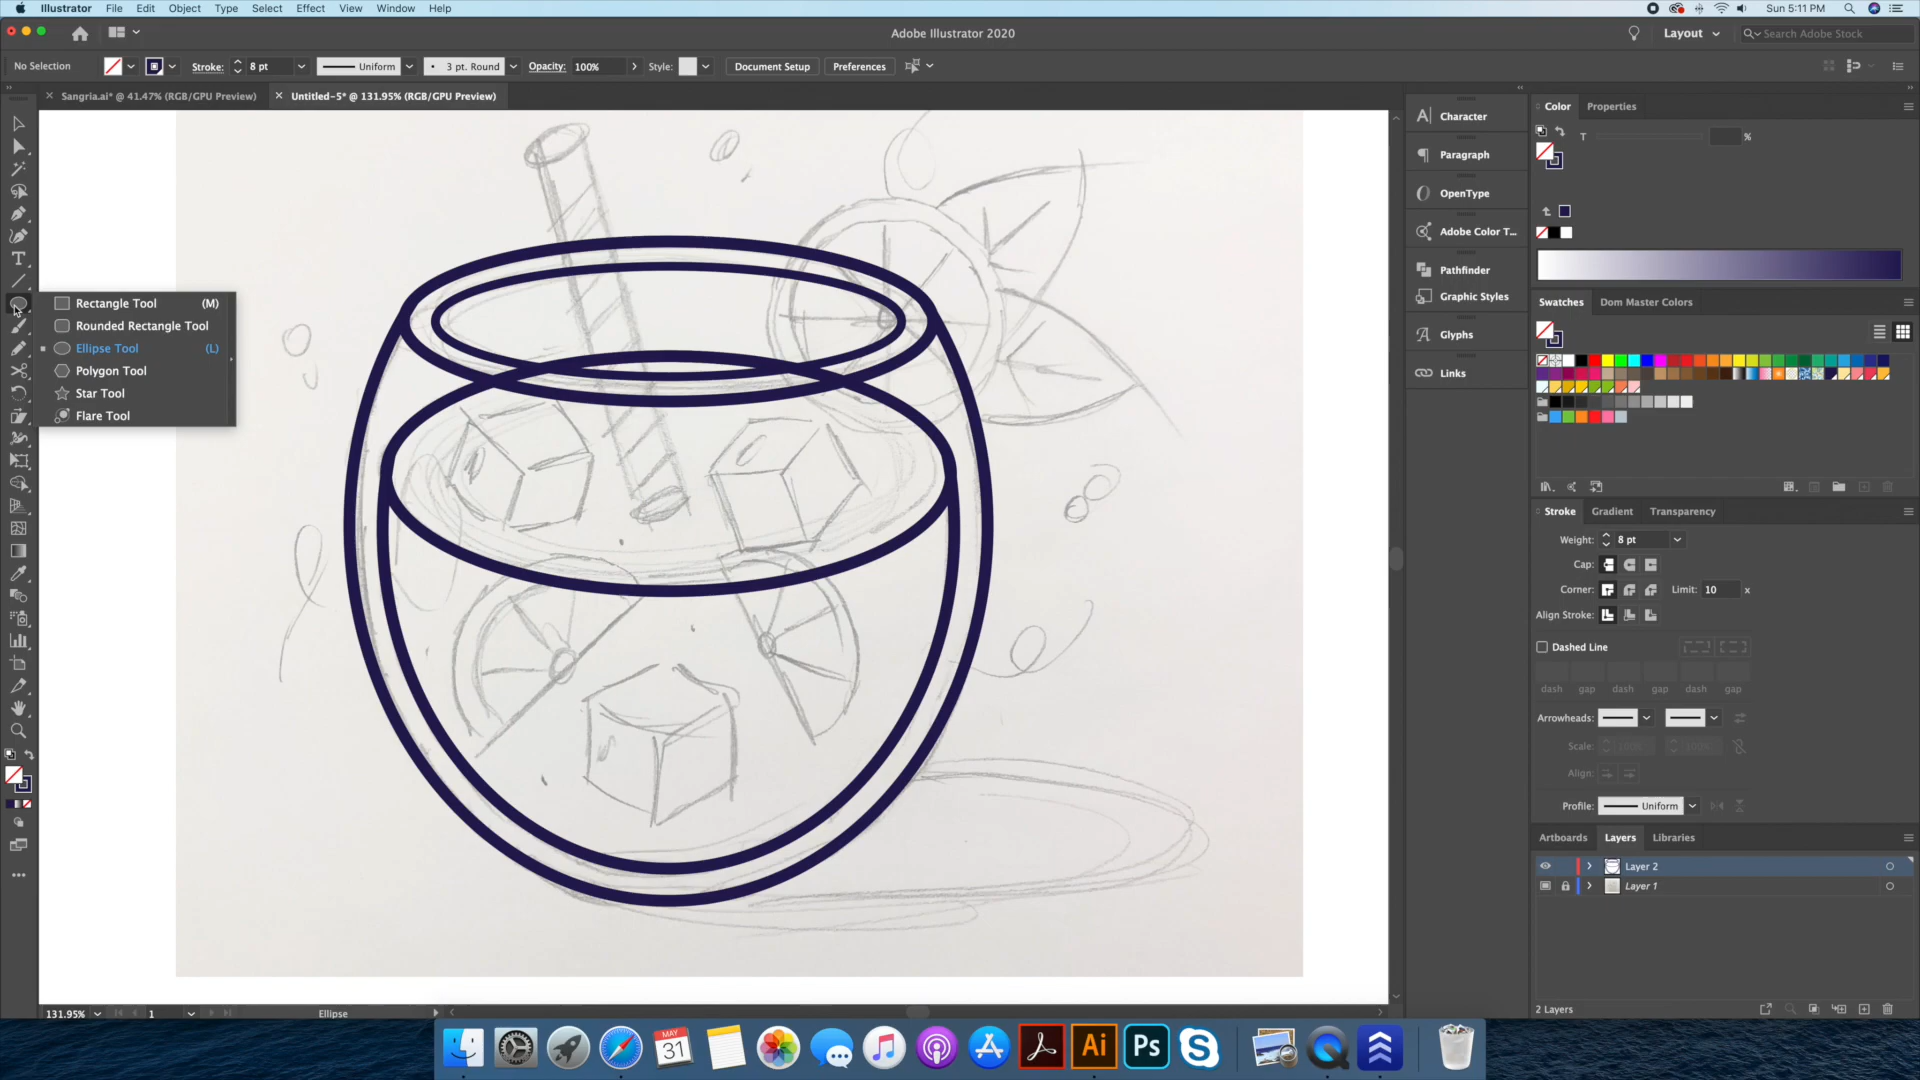 Illustrator File Edit Object Type Select Effect View Window Help
Sun 5:11 PM
Adobe Illustrator 2020
Layout
Search Adobe Stock
No Selection
Stroke: 8 pt
Uniform
3 pt. Round
Opacity: 100%
Style:
Document Setup
Preferences
Sangria.ai* @ 41.47% (RGB/GPU Preview)
Untitled-5* @ 131.95% (RGB/GPU Preview)
Rectangle Tool (M)
Rounded Rectangle Tool
Ellipse Tool (L)
Polygon Tool
Star Tool
Flare Tool
Character
Paragraph
OpenType
Adobe Color T...
Pathfinder
Graphic Styles
Glyphs
Links
Color Properties
T %
Swatches Dom Master Colors
Stroke Gradient Transparency
Weight: 8 pt
Cap:
Corner: Limit: 10 x
Align Stroke:
Dashed Line
dash gap dash gap dash gap
Arrowheads:
Scale: 100% 100%
Align:
Profile: Uniform
Artboards Layers Libraries
Layer 2
Layer 1
2 Layers
131.95% 1 Ellipse
MAY
31
Ai
Ps